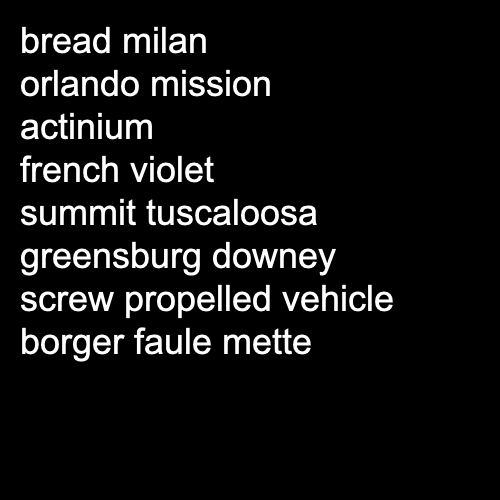 bread milan
orlando mission
actinium
french violet
summit tuscaloosa
greensburg downey
screw propelled vehicle
borger faule mette